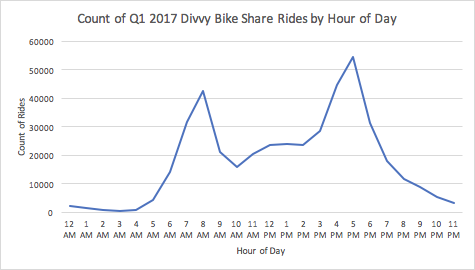 Count of Q1 2017 Divvy Bike Share Rides by Hour of Day
60000
50000
40000
30000
20000
10000
0
Count of Rides
12 1 2 3 4 5 6 7 8 9 10 11 12 1 2 3 4 5 6 7 8 9 10 11
AM AM AM AM AM AM AM AM AM AM AM AM PM PM PM PM PM PM PM PM PM PM PM PM
Hour of Day